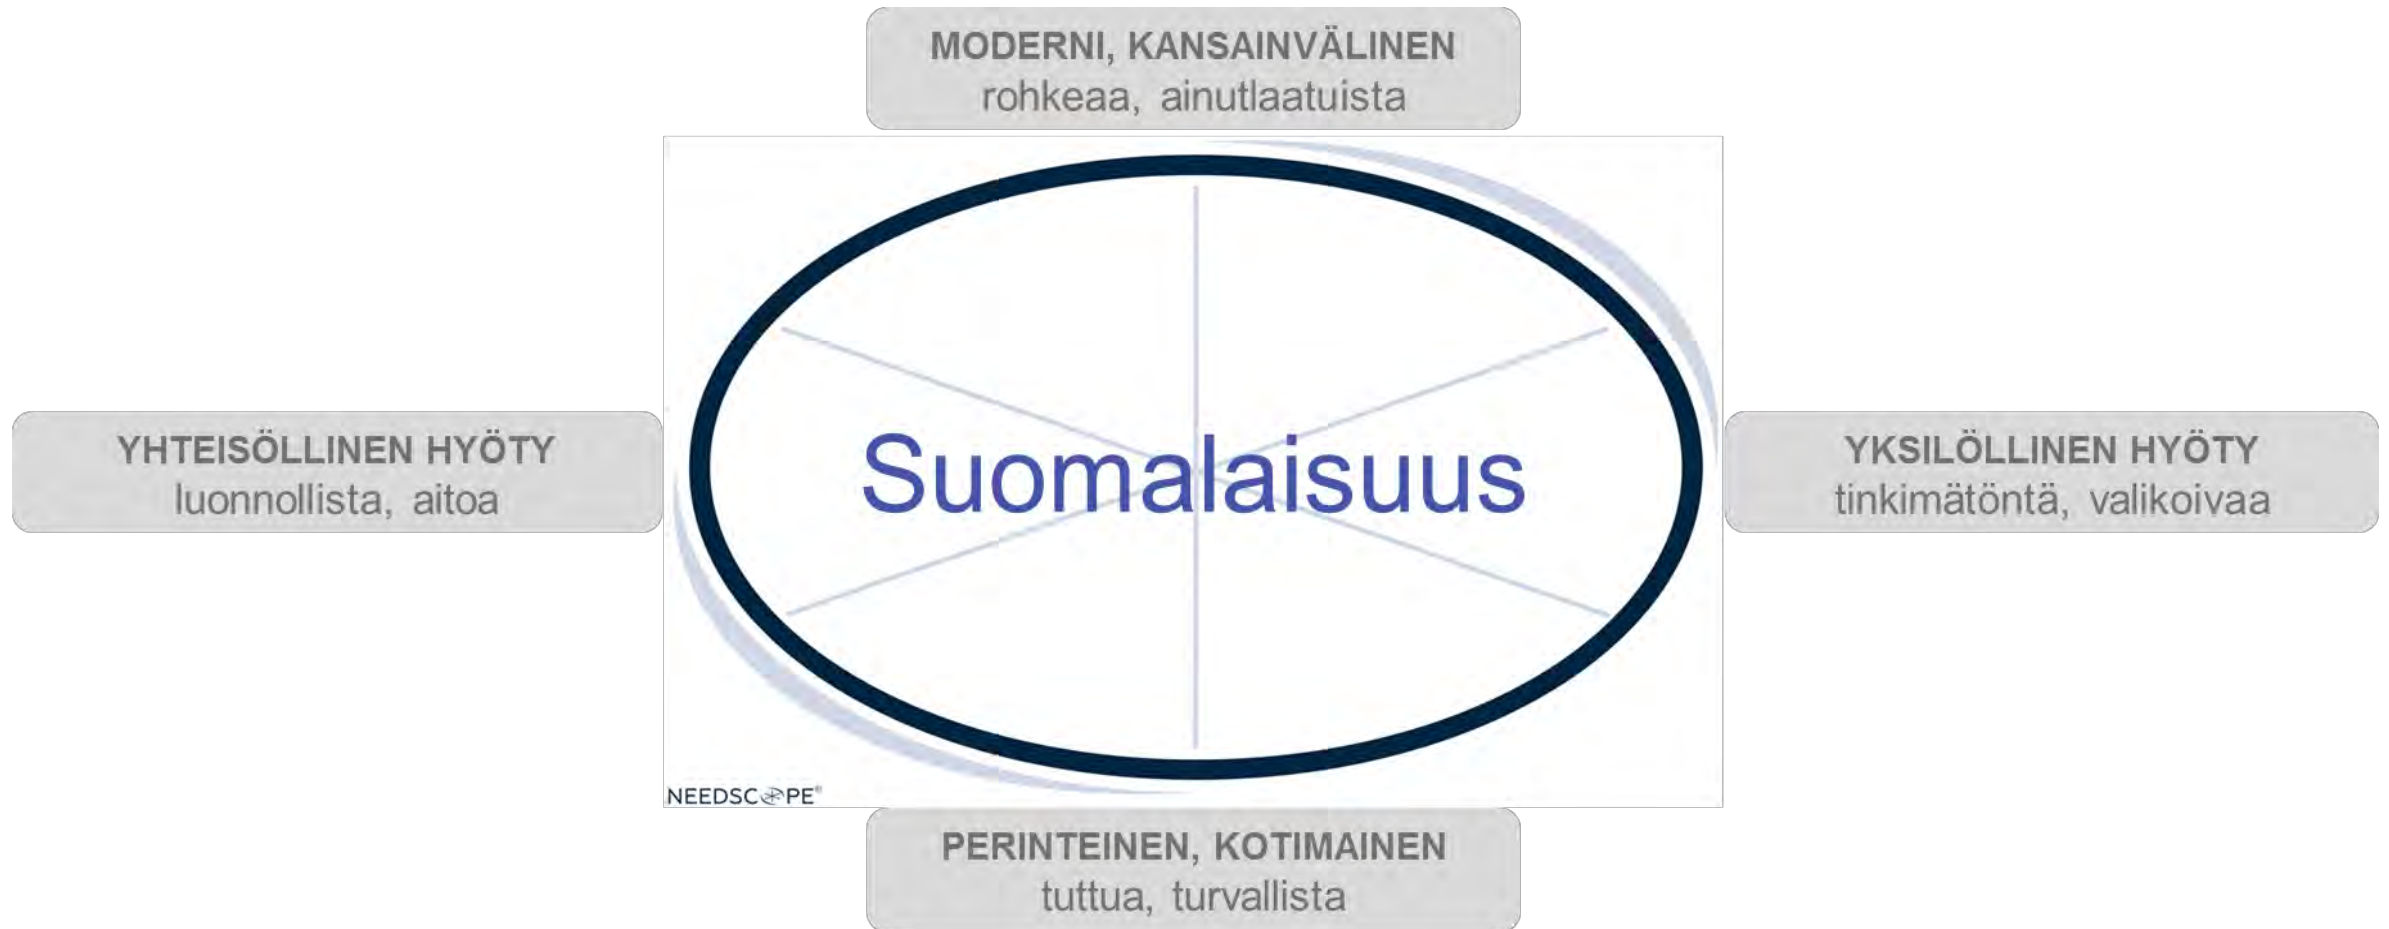 MODERNI, KANSAINVÄLINEN
rohkeaa, ainutlaatuista
YHTEISÖLLINEN HYÖTY
luonnollista, aitoa
Suomalaisuus
YKSILÖLLINEN HYÖTY
tinkimätöntä, valikoivaa
NEEDSCOPE®
PERINTEINEN, KOTIMAINEN
tuttua, turvallista